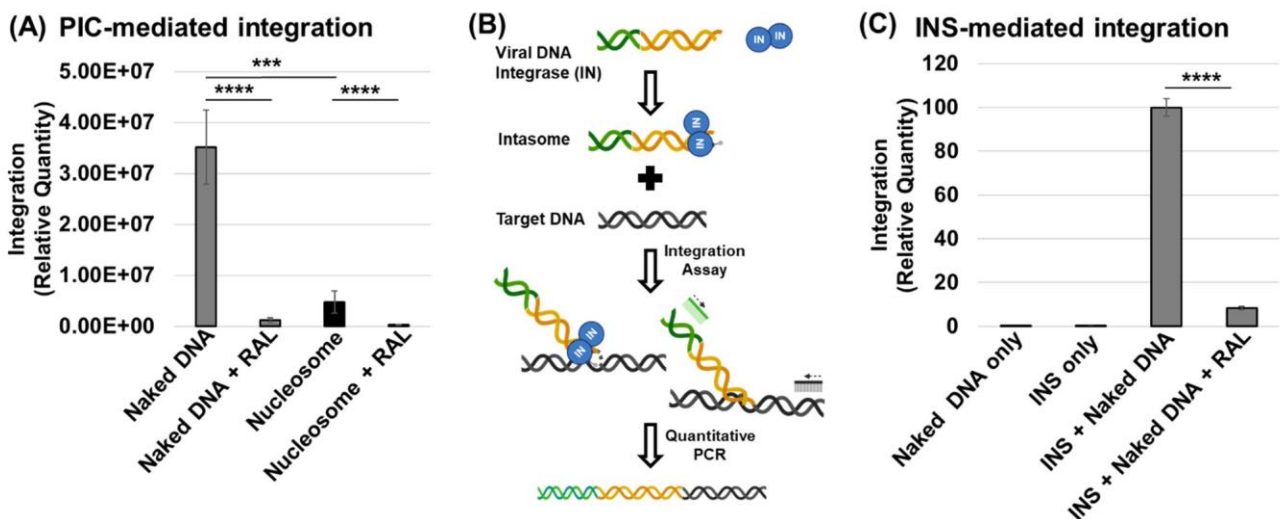 (A) PIC-mediated integration
Integration
(Relative Quantity)
5.00E+07
4.00E+07
3.00E+07
2.00E+07
1.00E+07
0.00E+00
***
****
****
Naked DNA
Naked DNA + RAL
Nucleosome
Nucleosome + RAL
(B)
Viral DNA
Integrase (IN)
IN
IN
Intasome
IN
IN
Target DNA
Integration
Assay
IN
IN
Quantitative
PCR
(C) INS-mediated integration
Integration
(Relative Quantity)
120
100
80
60
40
20
0
****
Naked DNA only
INS only
INS + Naked DNA
INS + Naked DNA + RAL